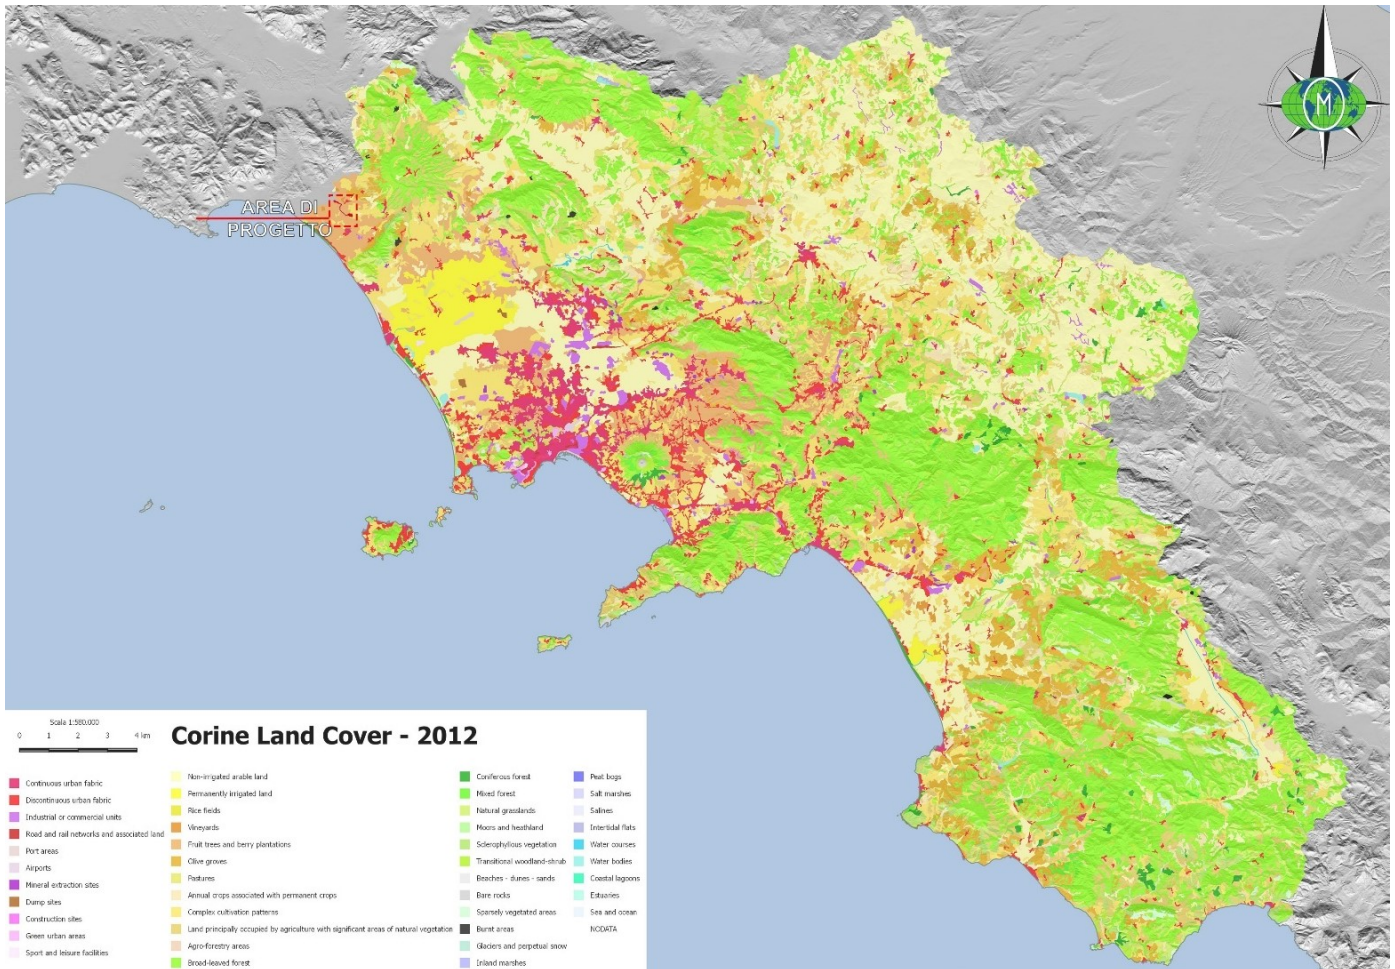 M
AREA DI
PROGETTO
Scala 1:580.000
0 1 2 3 4 km
Corine Land Cover - 2012
Continuous urban fabric
Discontinuous urban fabric
Industrial or commercial units
Road and rail networks and associated land
Port areas
Airports
Mineral extraction sites
Dump sites
Construction sites
Green urban areas
Sport and leisure facilities
Non-irrigated arable land
Permanently irrigated land
Rice fields
Vineyards
Fruit trees and berry plantations
Olive groves
Pastures
Annual crops associated with permanent crops
Complex cultivation patterns
Land principally occupied by agriculture with significant areas of natural vegetation
Agro-forestry areas
Broad-leaved forest
Coniferous forest
Mixed forest
Natural grasslands
Moors and heathland
Sclerophyllous vegetation
Transitional woodland-shrub
Beaches - dunes - sands
Bare rocks
Sparsely vegetated areas
Burnt areas
Glaciers and perpetual snow
Inland marshes
Peat bogs
Salt marshes
Salines
Intertidal flats
Water courses
Water bodies
Coastal lagoons
Estuaries
Sea and ocean
NODATA